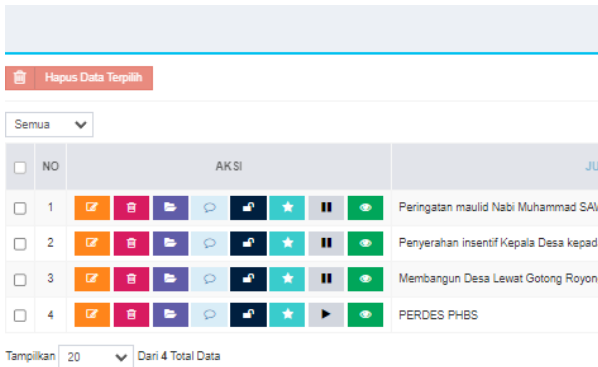 Hapus Data Terpilih
Semua
NO AKSI JU
1 Peringatan maulid Nabi Muhammad SAW
2 Penyerahan insentif Kepala Desa kepad
3 Membangun Desa Lewat Gotong Royon
4 PERDES PHBS
Tampilkan 20 Dari 4 Total Data